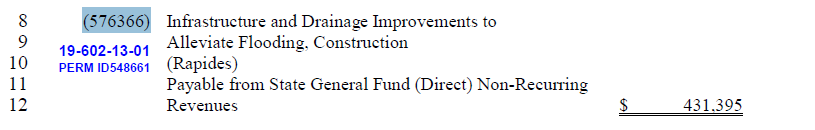 8 (576366) Infrastructure and Drainage Improvements to
9 19-602-13-01 Alleviate Flooding, Construction
10 PERM ID548661 (Rapides)
11 Payable from State General Fund (Direct) Non-Recurring
12 Revenues $ 431,395